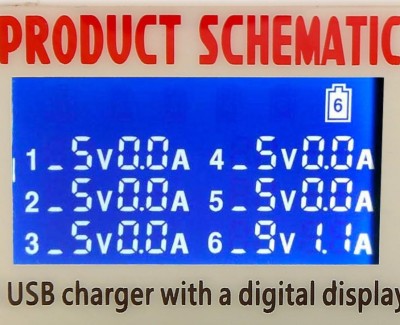 PRODUCT SCHEMATIC
6
1_5V0.0A 4_5V0.0A
2_5V0.0A 5_5V0.0A
3_5V0.0A 6_9V1.1A
USB charger with a digital display